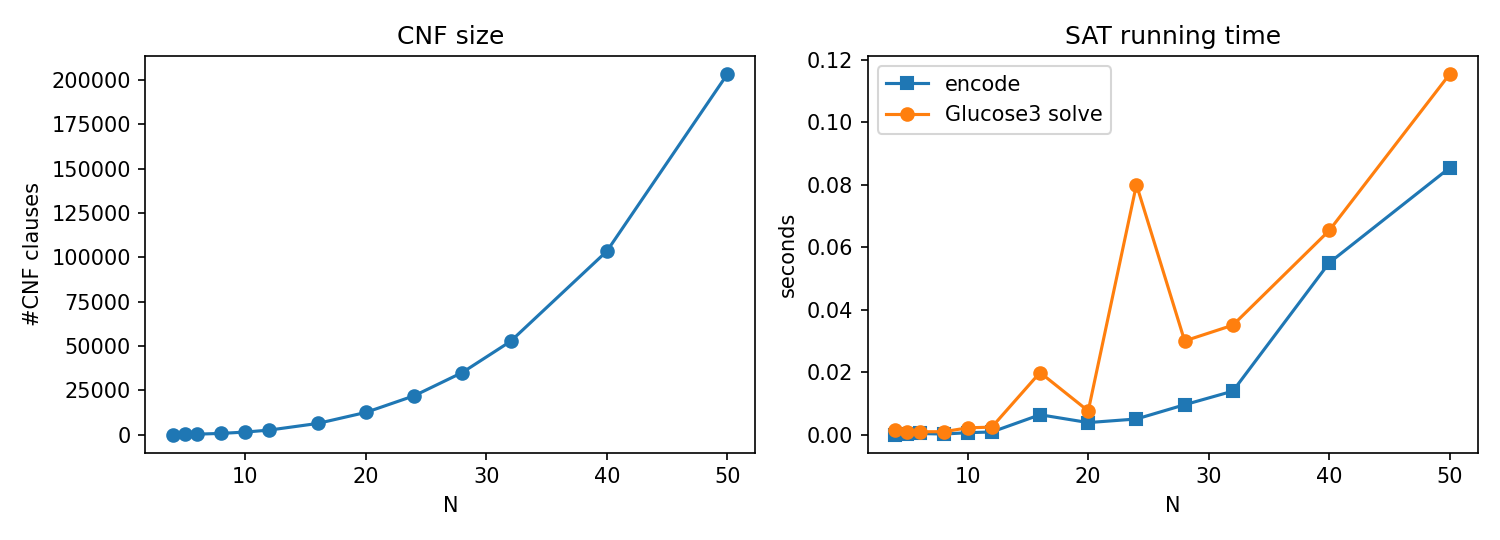 CNF size
200000
175000
150000
125000
100000
75000
50000
25000
0
#CNF clauses
10 20 30 40 50
N
SAT running time
encode
Glucose3 solve
0.12
0.10
0.08
0.06
0.04
0.02
0.00
seconds
10 20 30 40 50
N